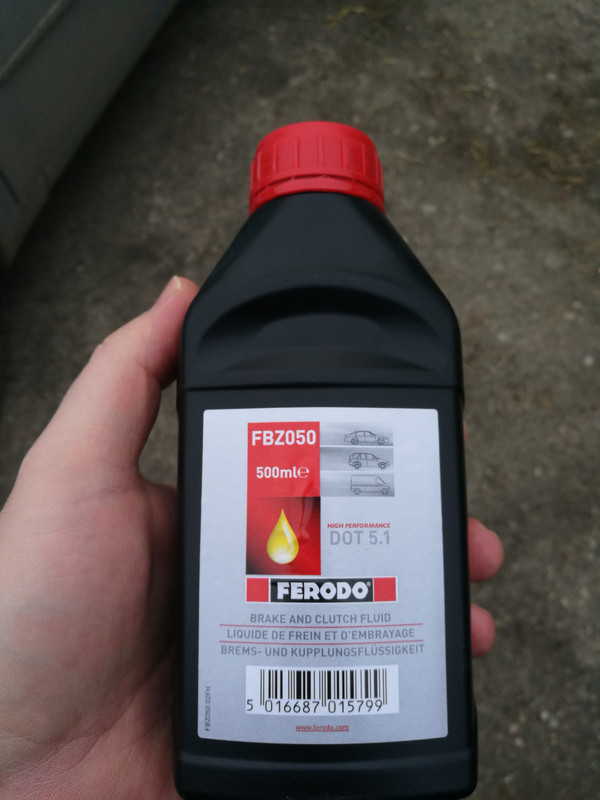 FBZ050
500ml℮
HIGH PERFORMANCE
DOT 5.1
FERODO®
BRAKE AND CLUTCH FLUID
LIQUIDE DE FREIN ET D'EMBRAYAGE
BREMS- UND KUPPLUNGSFLÜSSIGKEIT
5 016687 015799
www.ferodo.com